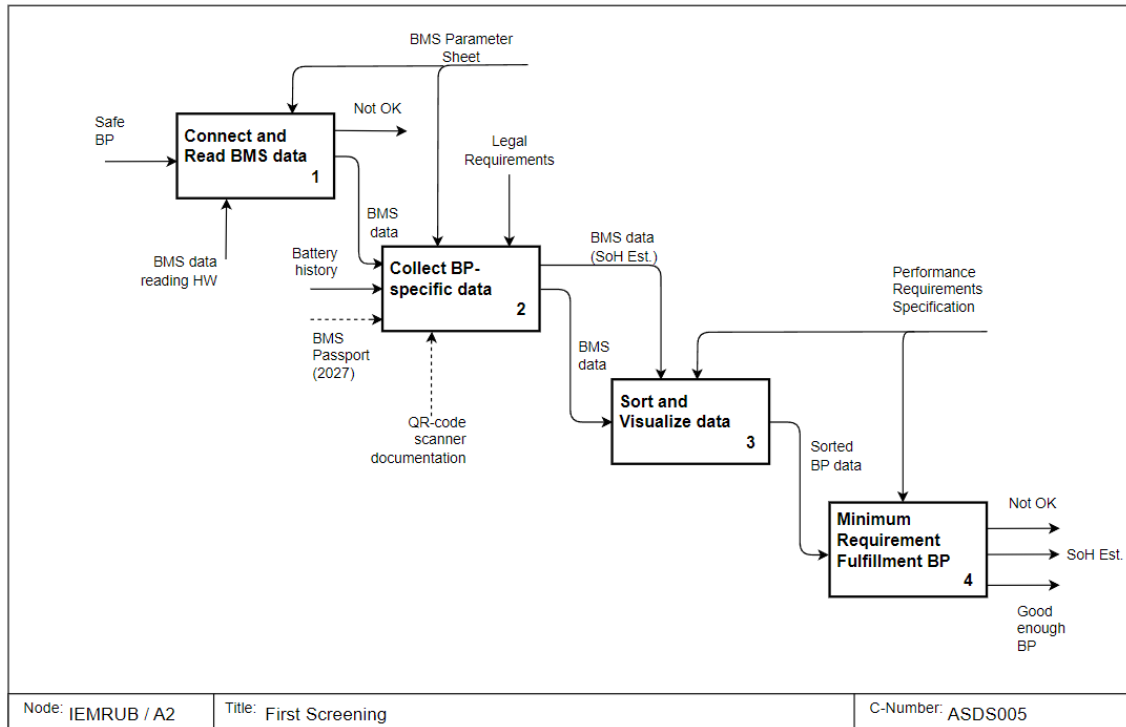 BMS Parameter
Sheet
Not OK
Safe
BP
Connect and
Read BMS data
1
Legal
Requirements
BMS
data
BMS data
reading HW
Battery
history
Collect BP-
specific data
2
BMS data
(SoH Est.)
Performance
Requirements
Specification
BMS
Passport
(2027)
BMS
data
QR-code
scanner
documentation
Sort and
Visualize data
3
Sorted
BP data
Minimum
Requirement
Fulfillment BP
4
Not OK
SoH Est.
Good
enough
BP
Node: IEMRUB / A2
Title: First Screening
C-Number: ASDS005